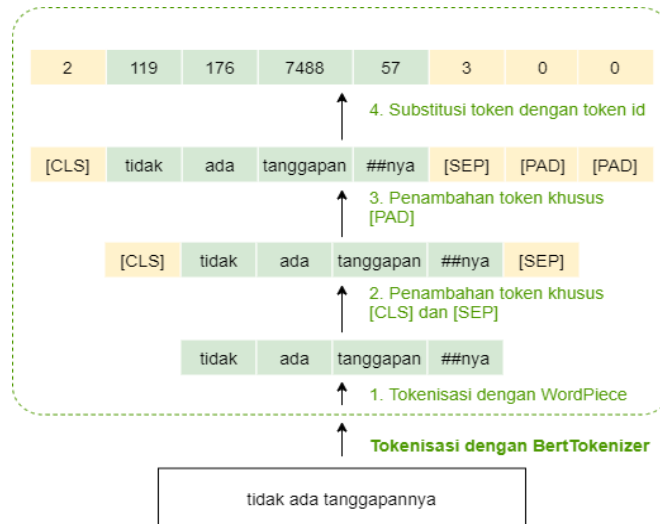 2 119 176 7488 57 3 0 0
4. Substitusi token dengan token id
[CLS] tidak ada tanggapan ##nya [SEP] [PAD] [PAD]
3. Penambahan token khusus
[PAD]
[CLS] tidak ada tanggapan ##nya [SEP]
2. Penambahan token khusus
[CLS] dan [SEP]
tidak ada tanggapan ##nya
1. Tokenisasi dengan WordPiece
Tokenisasi dengan BertTokenizer
tidak ada tanggapannya